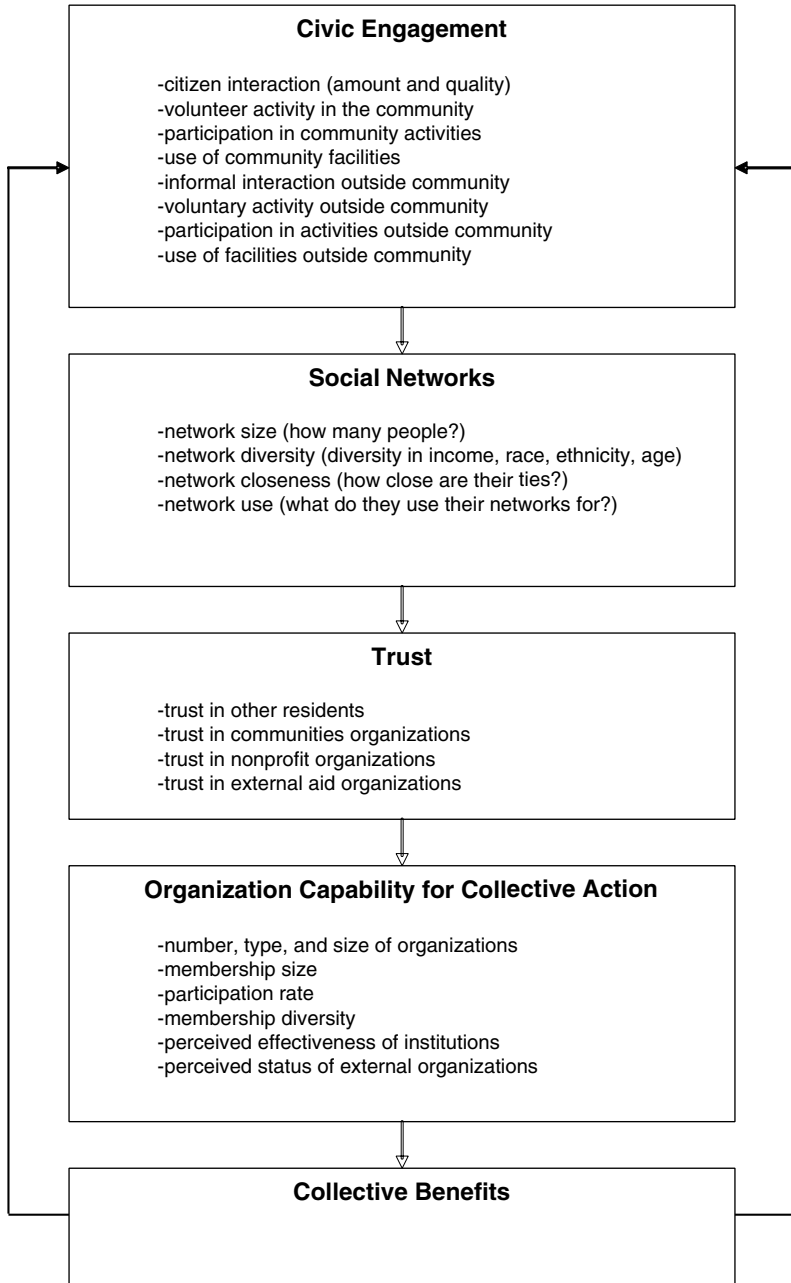 Civic Engagement
-citizen interaction (amount and quality)
-volunteer activity in the community
-participation in community activities
-use of community facilities
-informal interaction outside community
-voluntary activity outside community
-participation in activities outside community
-use of facilities outside community
Social Networks
-network size (how many people?)
-network diversity (diversity in income, race, ethnicity, age)
-network closeness (how close are their ties?)
-network use (what do they use their networks for?)
Trust
-trust in other residents
-trust in communities organizations
-trust in nonprofit organizations
-trust in external aid organizations
Organization Capability for Collective Action
-number, type, and size of organizations
-membership size
-participation rate
-membership diversity
-perceived effectiveness of institutions
-perceived status of external organizations
Collective Benefits